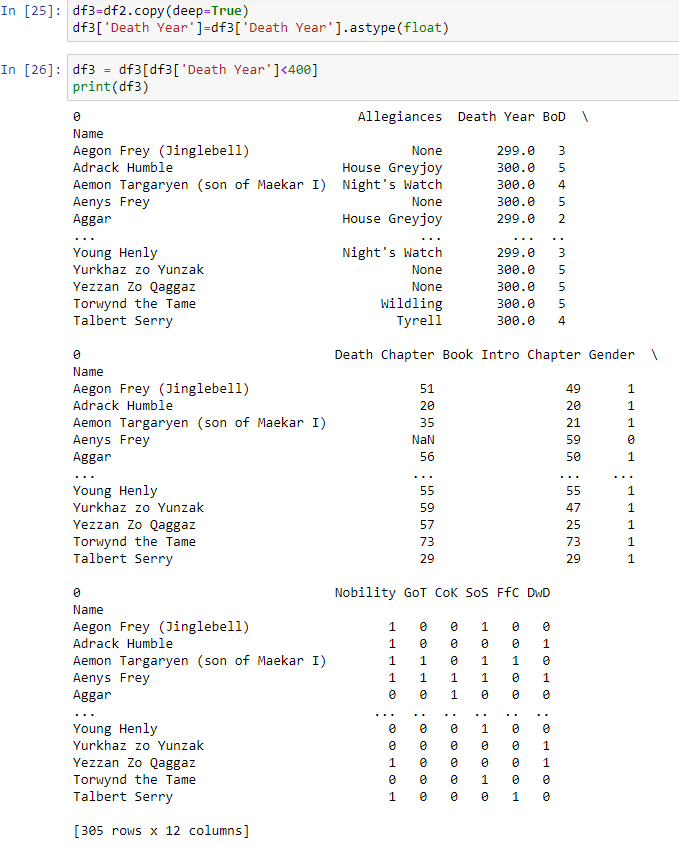 In [25]: df3=df2.copy(deep=True)
df3['Death Year']=df3['Death Year'].astype(float)
In [26]: df3 = df3[df3['Death Year']<400]
print(df3)
0                                     Allegiances  Death Year BoD  \
Name
Aegon Frey (Jinglebell)                      None       299.0   3
Adrack Humble                       House Greyjoy       300.0   5
Aemon Targaryen (son of Maekar I)  Night's Watch       300.0   4
Aenys Frey                                   None       300.0   5
Aggar                               House Greyjoy       299.0   2
...                                           ...         ...  ..
Young Henly                         Night's Watch       299.0   3
Yurkhaz zo Yunzak                            None       300.0   5
Yezzan Zo Qaggaz                             None       300.0   5
Torwynd the Tame                         Wildling       300.0   5
Talbert Serry                              Tyrell       300.0   4
0                                  Death Chapter Book Intro Chapter Gender  \
Name
Aegon Frey (Jinglebell)                       51                 49      1
Adrack Humble                                 20                 20      1
Aemon Targaryen (son of Maekar I)             35                 21      1
Aenys Frey                                   NaN                 59      0
Aggar                                         56                 50      1
...                                          ...                ...    ...
Young Henly                                   55                 55      1
Yurkhaz zo Yunzak                             59                 47      1
Yezzan Zo Qaggaz                              57                 25      1
Torwynd the Tame                              73                 73      1
Talbert Serry                                 29                 29      1
0                                  Nobility GoT CoK SoS FfC DwD
Name
Aegon Frey (Jinglebell)                   1   0   0   1   0   0
Adrack Humble                             1   0   0   0   0   1
Aemon Targaryen (son of Maekar I)         1   1   0   1   1   0
Aenys Frey                                1   1   1   1   0   1
Aggar                                     0   0   1   0   0   0
...                                     ...  ..  ..  ..  ..  ..
Young Henly                               0   0   0   1   0   0
Yurkhaz zo Yunzak                         0   0   0   0   0   1
Yezzan Zo Qaggaz                          1   0   0   0   0   1
Torwynd the Tame                          0   0   0   1   0   0
Talbert Serry                             1   0   0   0   1   0
[305 rows x 12 columns]